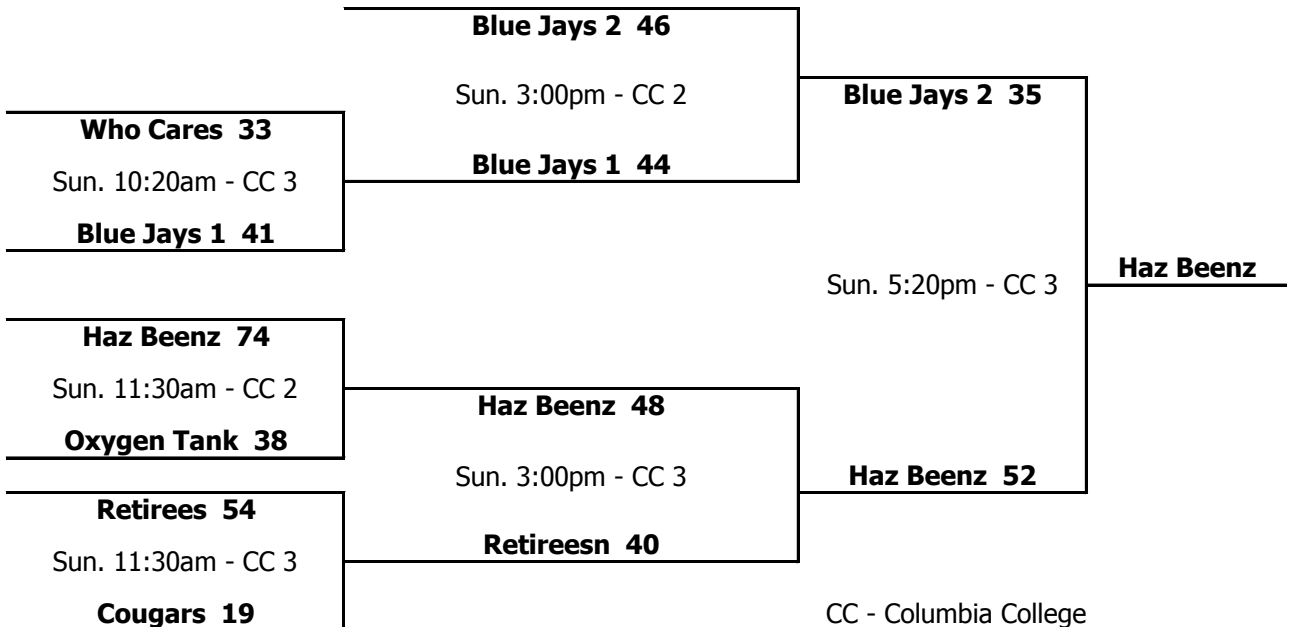 Blue Jays 2  46
Sun. 3:00pm - CC 2
Blue Jays 2  35
Who Cares  33
Sun. 10:20am - CC 3
Blue Jays 1  44
Blue Jays 1  41
Haz Beenz
Sun. 5:20pm - CC 3
Haz Beenz  74
Sun. 11:30am - CC 2
Haz Beenz  48
Oxygen Tank  38
Sun. 3:00pm - CC 3
Haz Beenz  52
Retirees  54
Retireesn  40
Sun. 11:30am - CC 3
Cougars  19
CC - Columbia College